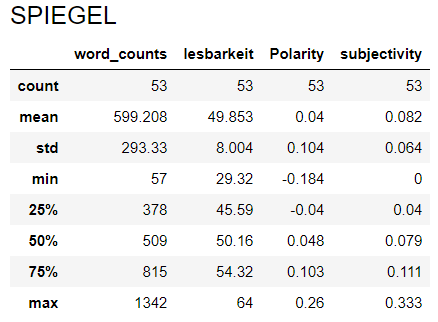 SPIEGEL
word_counts lesbarkeit Polarity subjectivity
count 53 53 53 53
mean 599.208 49.853 0.04 0.082
std 293.33 8.004 0.104 0.064
min 57 29.32 -0.184 0
25% 378 45.59 -0.04 0.04
50% 509 50.16 0.048 0.079
75% 815 54.32 0.103 0.111
max 1342 64 0.26 0.333